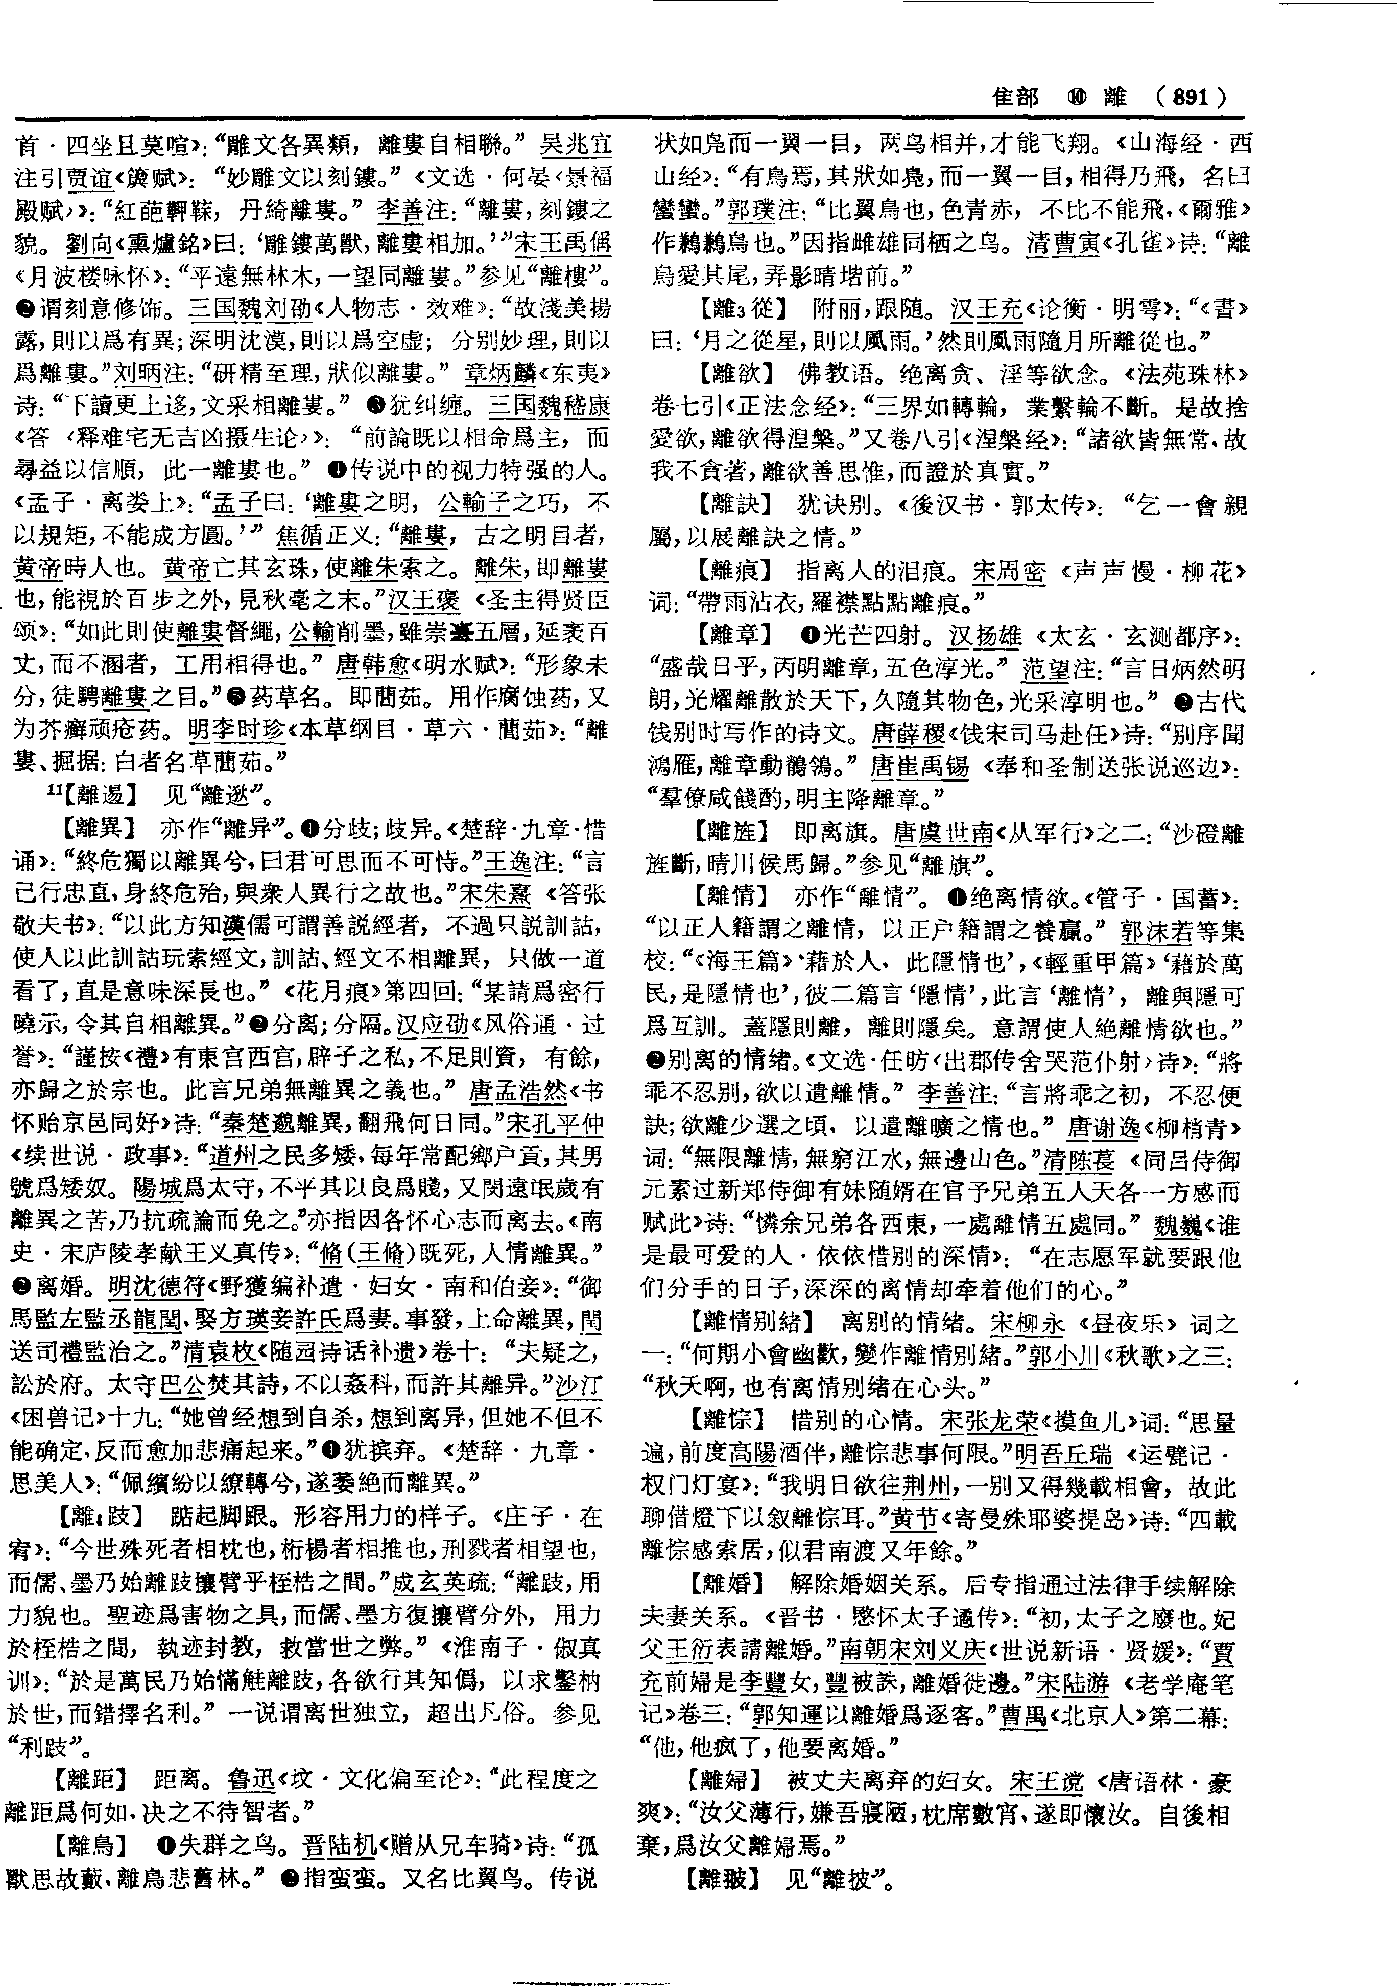 隹部 ⑩ 離 （891）
首·四坐且莫喧》：“雕文各異類，離婁自相聯。”吴兆宜
注引贾谊《簴赋》：“妙雕文以刻鏤。”《文选·何晏〈景福
殿赋〉》：“紅葩䪏鞢，丹綺離婁。”李善注：“離婁，刻鏤之
貌。劉向《熏爐銘》曰：‘雕鏤萬獸，離婁相加。’”宋王禹偁
《月波楼咏怀》：“平遠無林木，一望同離婁。”参见“離樓”。
❷谓刻意修饰。三国魏刘劭《人物志·效难》：“故淺美揚
露，則以爲有異；深明沈漠，則以爲空虚；分别妙理，則以
爲離婁。”刘昞注：“研精至理，狀似離婁。”章炳麟《东夷》
诗：“下讀更上迻，文采相離婁。”❸犹纠缠。三国魏嵇康
《答〈释难宅无吉凶摄生论〉》：“前論既以相命爲主，而
尋益以信順，此一離婁也。”❹传说中的视力特强的人。
《孟子·离娄上》：“孟子曰：‘離婁之明，公輸子之巧，不
以規矩，不能成方圓。’”焦循正义：“離婁，古之明目者，
黄帝時人也。黄帝亡其玄珠，使離朱索之。離朱，即離婁
也，能視於百步之外，見秋毫之末。”汉王褒《圣主得贤臣
颂》：“如此則使離婁督繩，公輸削墨，雖崇臺五層，延袤百
丈，而不溷者，工用相得也。”唐韩愈《明水赋》：“形象未
分，徒騁離婁之目。”❺药草名。即䕡茹。用作腐蚀药，又
为芥癣顽疮药。明李时珍《本草纲目·草六·䕡茹》：“離
婁、掘据：白者名草䕡茹。”
11【離逷】 见“離逖”。
【離異】 亦作“離异”。❶分歧；歧异。《楚辞·九章·惜
诵》：“終危獨以離異兮，曰君可思而不可恃。”王逸注：“言
己行忠直，身終危殆，與衆人異行之故也。”宋朱熹《答张
敬夫书》：“以此方知漢儒可謂善説經者，不過只説訓詁，
使人以此訓詁玩索經文，訓詁、經文不相離異，只做一道
看了，直是意味深長也。”《花月痕》第四回：“某請爲密行
曉示，令其自相離異。”❷分离；分隔。汉应劭《风俗通·过
誉》：“謹按《禮》有東宫西宫，辟子之私，不足則資，有餘，
亦歸之於宗也。此言兄弟無離異之義也。”唐孟浩然《书
怀贻京邑同好》诗：“秦楚邈離異，翻飛何日同。”宋孔平仲
《续世说·政事》：“道州之民多矮，每年常配鄉户貢，其男
號爲矮奴。陽城爲太守，不平其以良爲賤，又閔遠氓歲有
離異之苦，乃抗疏論而免之。”亦指因各怀心志而离去。《南
史·宋庐陵孝献王义真传》：“脩（王脩）既死，人情離異。”
❷离婚。明沈德符《野獲编补遗·妇女·南和伯妾》：“御
馬監左監丞龍閏，娶方瑛妾許氏爲妻。事發，上命離異，閏
送司禮監治之。”清袁枚《随园诗话补遗》卷十：“夫疑之，
訟於府。太守巴公焚其詩，不以姦科，而許其離异。”沙汀
《困兽记》十九：“她曾经想到自杀，想到离异，但她不但不
能确定，反而愈加悲痛起来。”❹犹摈弃。《楚辞·九章·
思美人》：“佩繽紛以繚轉兮，遂萎絶而離異。”
【離₄跂】 踮起脚跟。形容用力的样子。《庄子·在
宥》：“今世殊死者相枕也，桁楊者相推也，刑戮者相望也，
而儒、墨乃始離跂攘臂乎桎梏之間。”成玄英疏：“離跂，用
力貌也。聖迹爲害物之具，而儒、墨方復攘臂分外，用力
於桎梏之間，執迹封教，救當世之弊。”《淮南子·俶真
训》：“於是萬民乃始慲觟離跂，各欲行其知僞，以求鑿枘
於世，而錯擇名利。”一说谓离世独立，超出凡俗。参见
“利跂”。
【離距】 距离。鲁迅《坟·文化偏至论》：“此程度之
離距爲何如，决之不待智者。”
【離鳥】 ❶失群之鸟。晋陆机《赠从兄车骑》诗：“孤
獸思故藪，離鳥悲舊林。”❷指蛮蛮。又名比翼鸟。传说
状如凫而一翼一目，两鸟相并，才能飞翔。《山海经·西
山经》：“有鳥焉，其狀如鳧，而一翼一目，相得乃飛，名曰
蠻蠻。”郭璞注：“比翼鳥也，色青赤，不比不能飛，《爾雅》
作鶼鶼鳥也。”因指雌雄同栖之鸟。清曹寅《孔雀》诗：“離
鳥愛其尾，弄影晴堦前。”
【離₃從】 附丽，跟随。汉王充《论衡·明雩》：“《書》
曰：‘月之從星，則以風雨。’然則風雨隨月所離從也。”
【離欲】 佛教语。绝离贪、淫等欲念。《法苑珠林》
卷七引《正法念经》：“三界如轉輪，業繫輪不斷。是故捨
愛欲，離欲得涅槃。”又卷八引《涅槃经》：“諸欲皆無常，故
我不貪著，離欲善思惟，而證於真實。”
【離訣】 犹诀别。《後汉书·郭太传》：“乞一會親
屬，以展離訣之情。”
【離痕】 指离人的泪痕。宋周密《声声慢·柳花》
词：“帶雨沾衣，羅襟點點離痕。”
【離章】 ❶光芒四射。汉扬雄《太玄·玄测都序》：
“盛哉日乎，丙明離章，五色淳光。”范望注：“言日炳然明
朗，光耀離散於天下，久隨其物色，光采淳明也。”❷古代
饯别时写作的诗文。唐薛稷《饯宋司马赴任》诗：“别序聞
鴻雁，離章動鶺鴒。”唐崔禹锡《奉和圣制送张说巡边》：
“羣僚咸餞酌，明主降離章。”
【離旌】 即离旗。唐虞世南《从军行》之二：“沙磴離
旌斷，晴川候馬歸。”参见“離旗”。
【離情】 亦作“離情”。❶绝离情欲。《管子·国蓄》：
“以正人籍謂之離情，以正户籍謂之養贏。”郭沫若等集
校：“《海王篇》‘藉於人，此隱情也’，《輕重甲篇》‘藉於萬
民，是隱情也’，彼二篇言‘隱情’，此言‘離情’，離與隱可
爲互訓。蓋隱則離，離則隱矣。意謂使人絶離情欲也。”
❷别离的情绪。《文选·任昉〈出郡传舍哭范仆射〉诗》：“將
乖不忍别，欲以遣離情。”李善注：“言將乖之初，不忍便
訣；欲離少選之頃，以遣離曠之情也。”唐谢逸《柳梢青》
词：“無限離情，無窮江水，無邊山色。”清陈葰《同吕侍御
元素过新郑侍御有妹随婿在官予兄弟五人天各一方感而
赋此》诗：“憐余兄弟各西東，一處離情五處同。”魏巍《谁
是最可爱的人·依依惜别的深情》：“在志愿军就要跟他
们分手的日子，深深的离情却牵着他们的心。”
【離情别緒】 离别的情绪。宋柳永《昼夜乐》词之
一：“何期小會幽歡，變作離情别緒。”郭小川《秋歌》之三：
“秋天啊，也有离情别绪在心头。”
【離悰】 惜别的心情。宋张龙荣《摸鱼儿》词：“思量
遍，前度高陽酒伴，離悰悲事何限。”明吾丘瑞《运甓记·
权门灯宴》：“我明日欲往荆州，一别又得幾載相會，故此
聊借燈下以叙離悰耳。”黄节《寄曼殊耶婆提岛》诗：“四載
離悰感索居，似君南渡又年餘。”
【離婚】 解除婚姻关系。后专指通过法律手续解除
夫妻关系。《晋书·愍怀太子遹传》：“初，太子之廢也。妃
父王衍表請離婚。”南朝宋刘义庆《世说新语·贤媛》：“賈
充前婦是李豐女，豐被誅，離婚徙邊。”宋陆游《老学庵笔
记》卷三：“郭知運以離婚爲逐客。”曹禺《北京人》第二幕：
“他，他疯了，他要离婚。”
【離婦】 被丈夫离弃的妇女。宋王谠《唐语林·豪
爽》：“汝父薄行，嫌吾寢陋，枕席數宵，遂即懷汝。自後相
棄，爲汝父離婦焉。”
【離翍】 见“離披”。